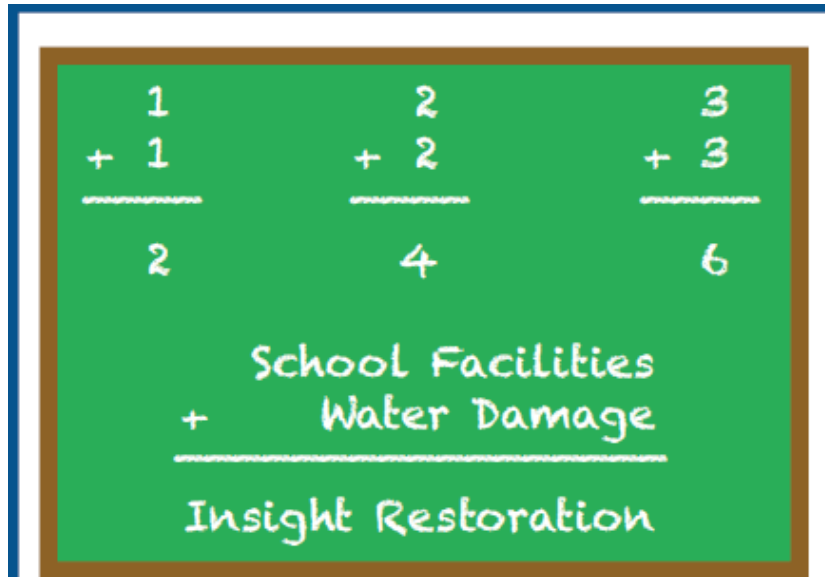 1 2 3
+ 1 + 2 + 3
2 4 6
School Facilities
+ Water Damage
Insight Restoration